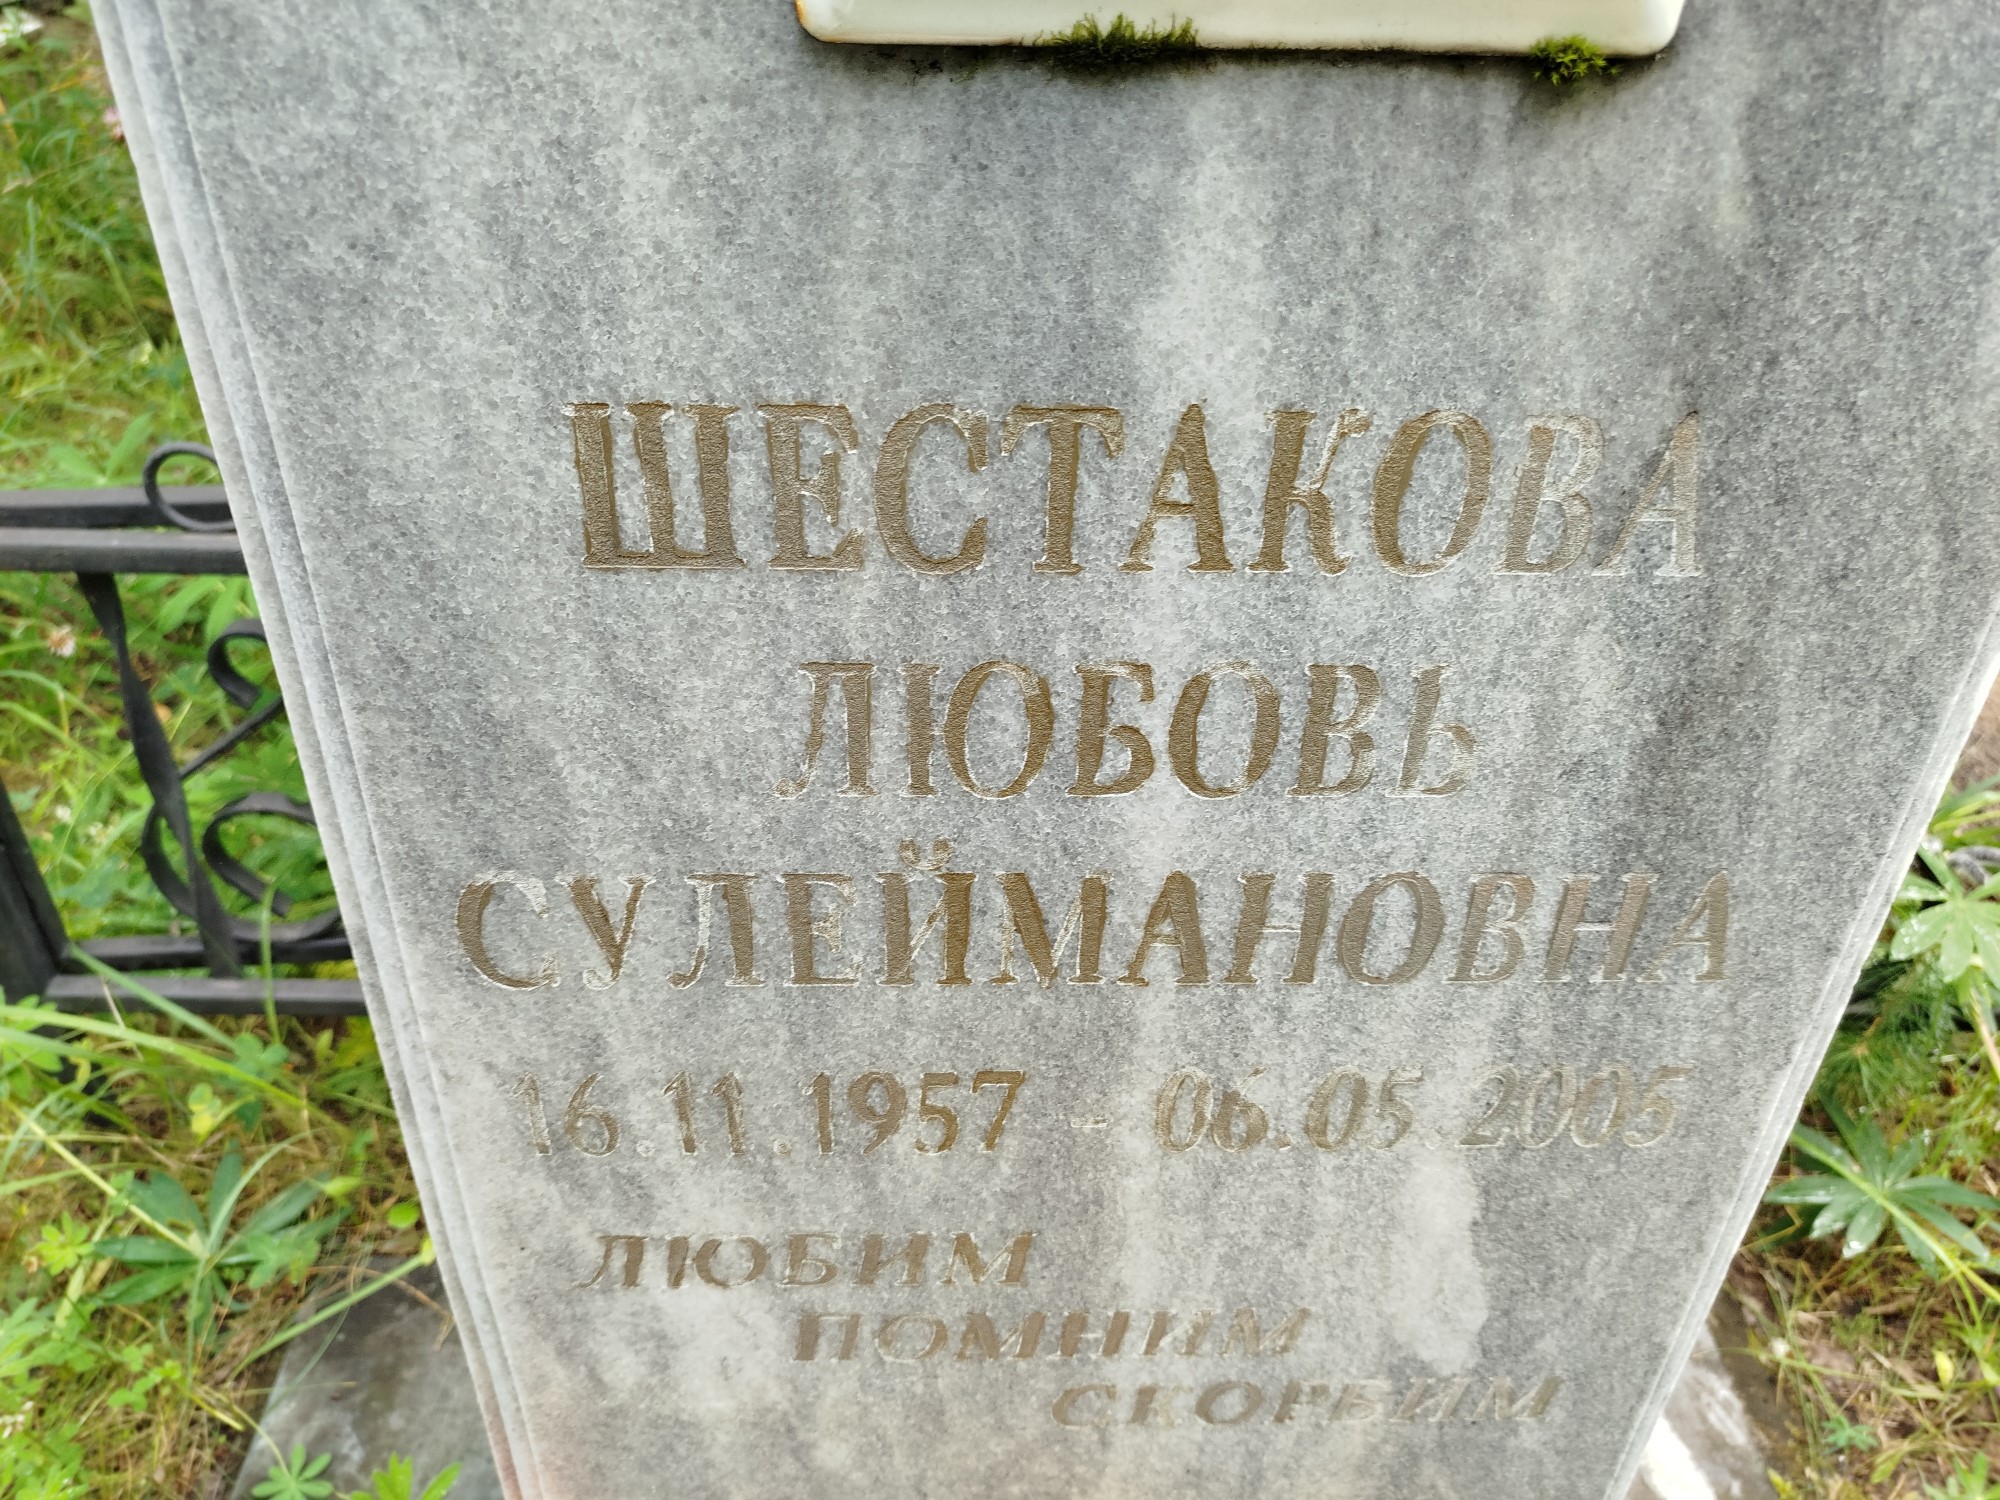 ШЕСТАКОВА
ЛЮБОВЬ
СУЛЕЙМАНОВНА
16.11.1957 - 06.05.2005
ЛЮБИМ
ПОМНИМ
СКОРБИМ